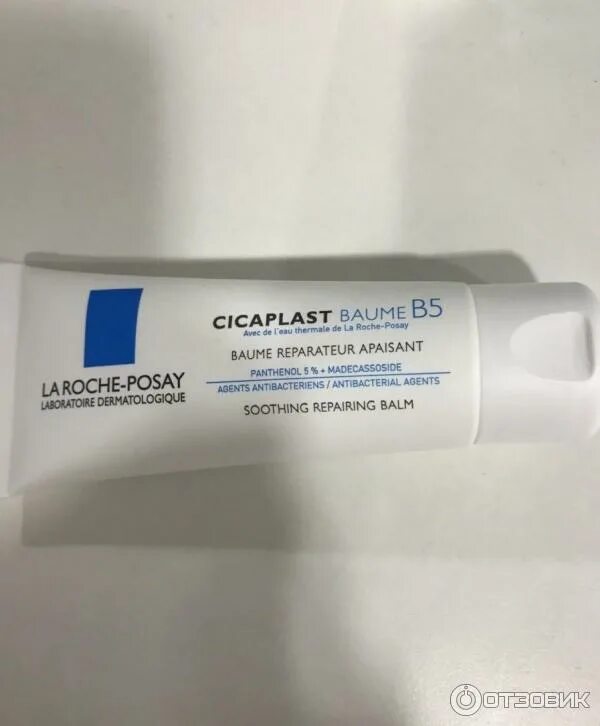 LA ROCHE-POSAY
LABORATOIRE DERMATOLOGIQUE
CICAPLAST BAUME B5
Avec de l'eau thermale de La Roche-Posay
BAUME REPARATEUR APAISANT
PANTHENOL 5% + MADECASSOSIDE
AGENTS ANTIBACTERIENS / ANTIBACTERIAL AGENTS
SOOTHING REPAIRING BALM
ОТЗОВИК